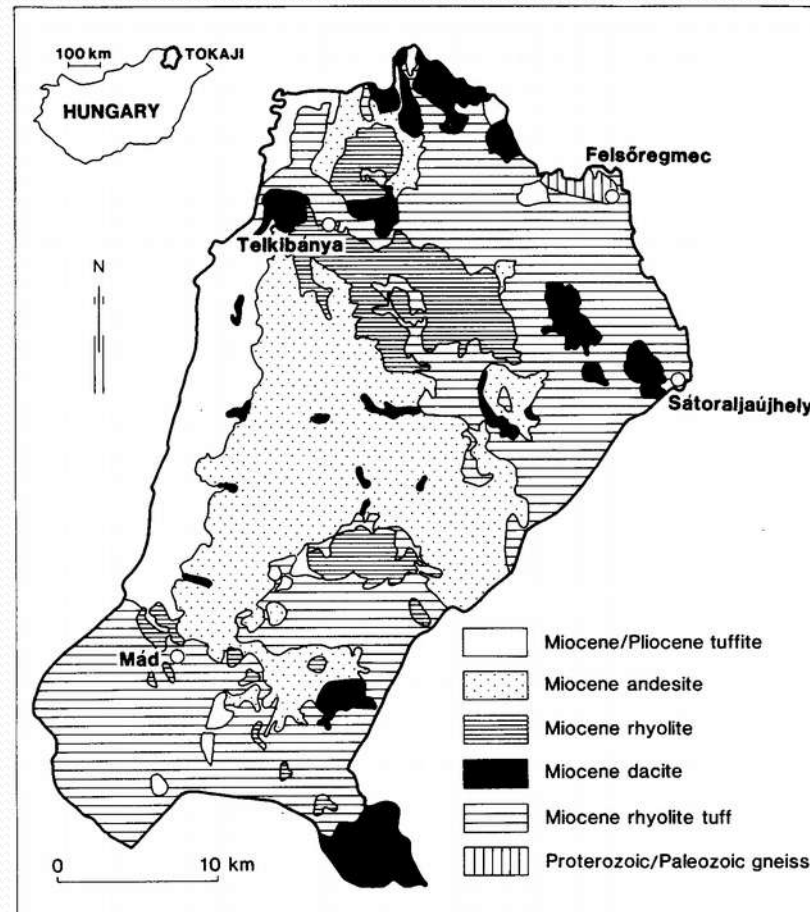 100 km
TOKAJI
HUNGARY
Felsőregmec
Telkibánya
N
Sátoraljaújhely
Mád
Miocene/Pliocene tuffite
Miocene andesite
Miocene rhyolite
Miocene dacite
Miocene rhyolite tuff
Proterozoic/Paleozoic gneiss
0 10 km